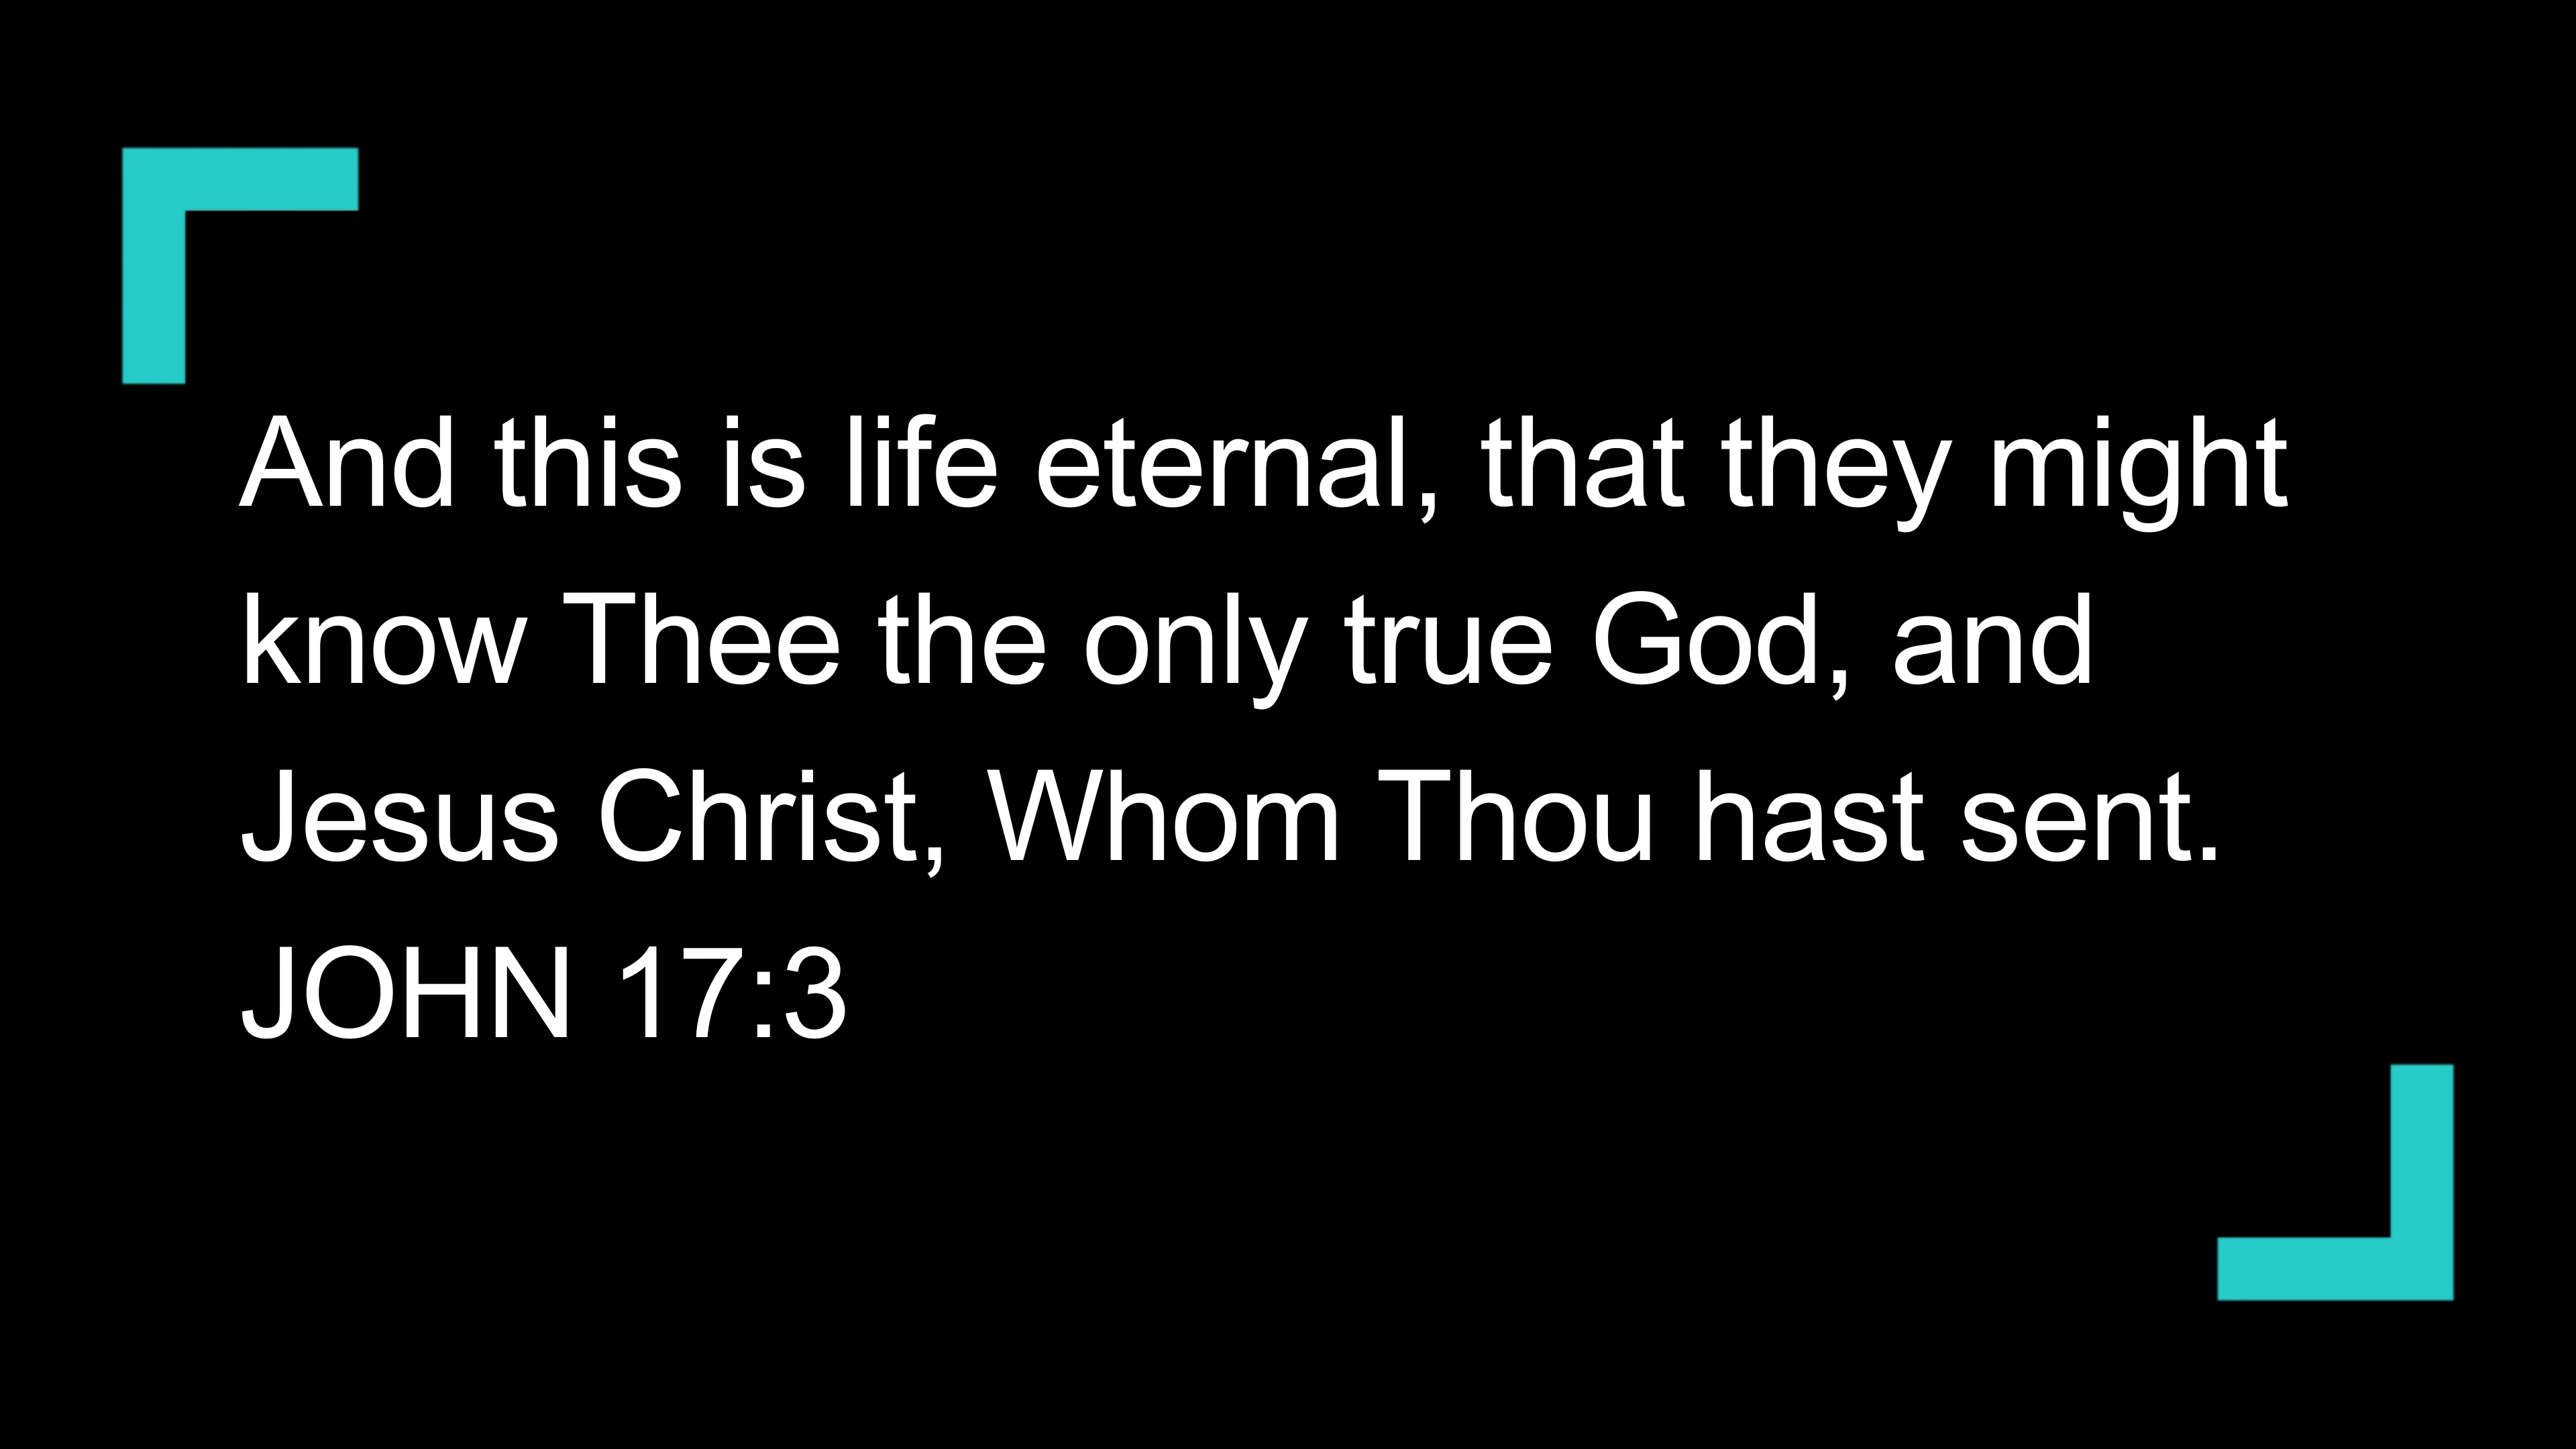 And this is life eternal, that they might
know Thee the only true God, and
Jesus Christ, Whom Thou hast sent.
JOHN 17:3